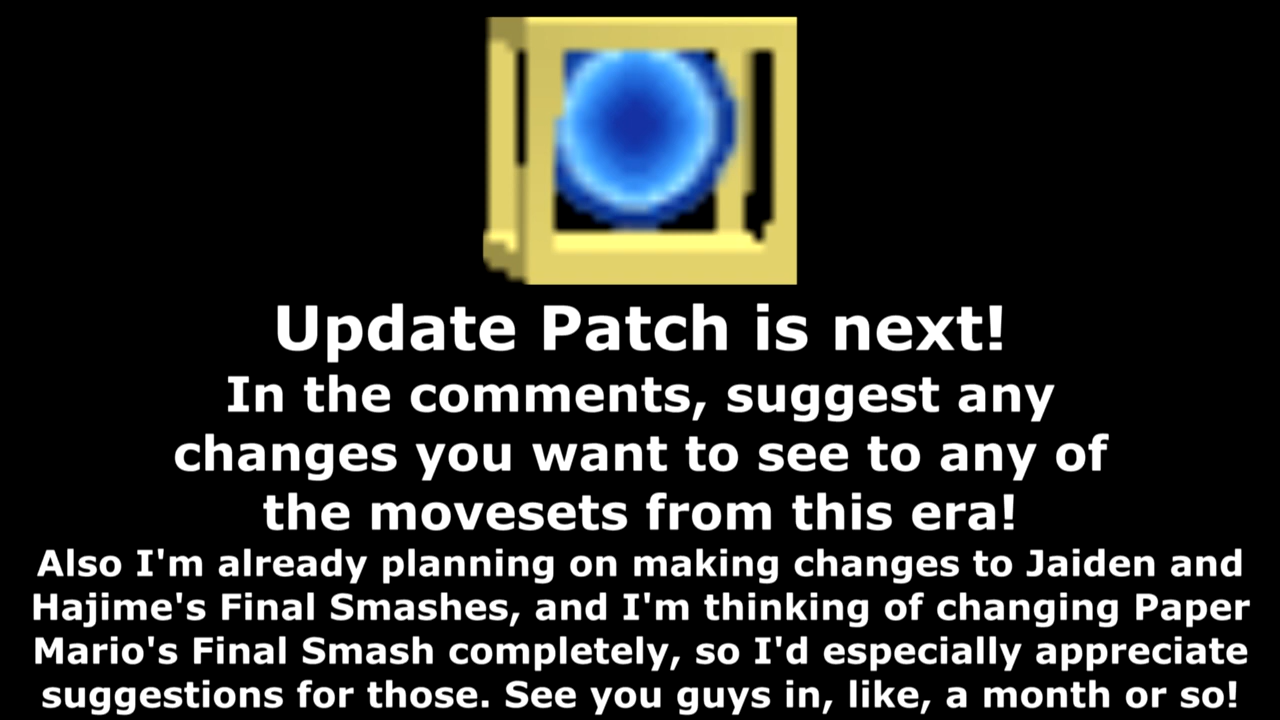 Update Patch is next!
In the comments, suggest any
changes you want to see to any of
the movesets from this era!
Also I'm already planning on making changes to Jaiden and
Hajime's Final Smashes, and I'm thinking of changing Paper
Mario's Final Smash completely, so I'd especially appreciate
suggestions for those. See you guys in, like, a month or so!